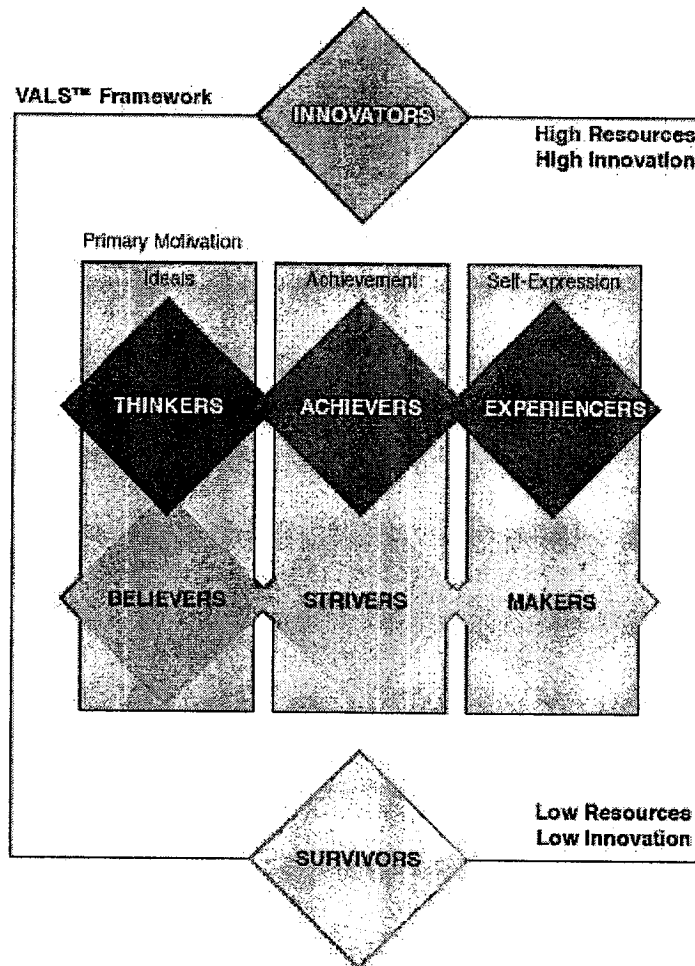 VALS™ Framework
INNOVATORS
High Resources
High Innovation
Primary Motivation
Ideals
Achievement
Self-Expression
THINKERS
ACHIEVERS
EXPERIENCERS
BELIEVERS
STRIVERS
MAKERS
Low Resources
Low Innovation
SURVIVORS